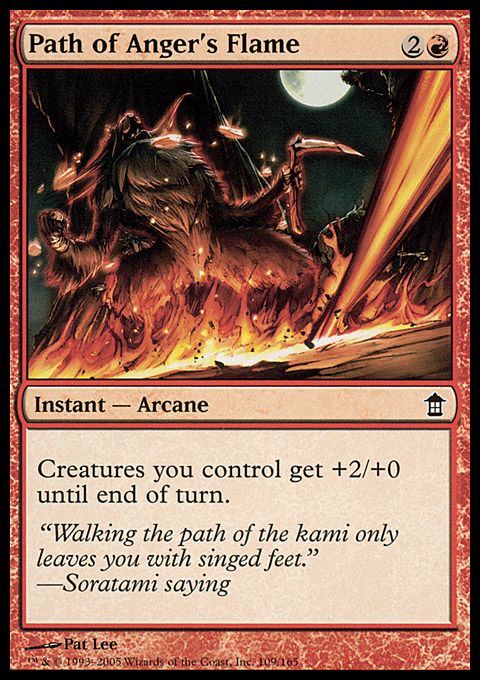 Path of Anger's Flame 2
Instant — Arcane
Creatures you control get +2/+0
until end of turn.
“Walking the path of the kami only
leaves you with singed feet.”
—Soratami saying
Pat Lee
™ & © 1993–2005 Wizards of the Coast, Inc. 109/165